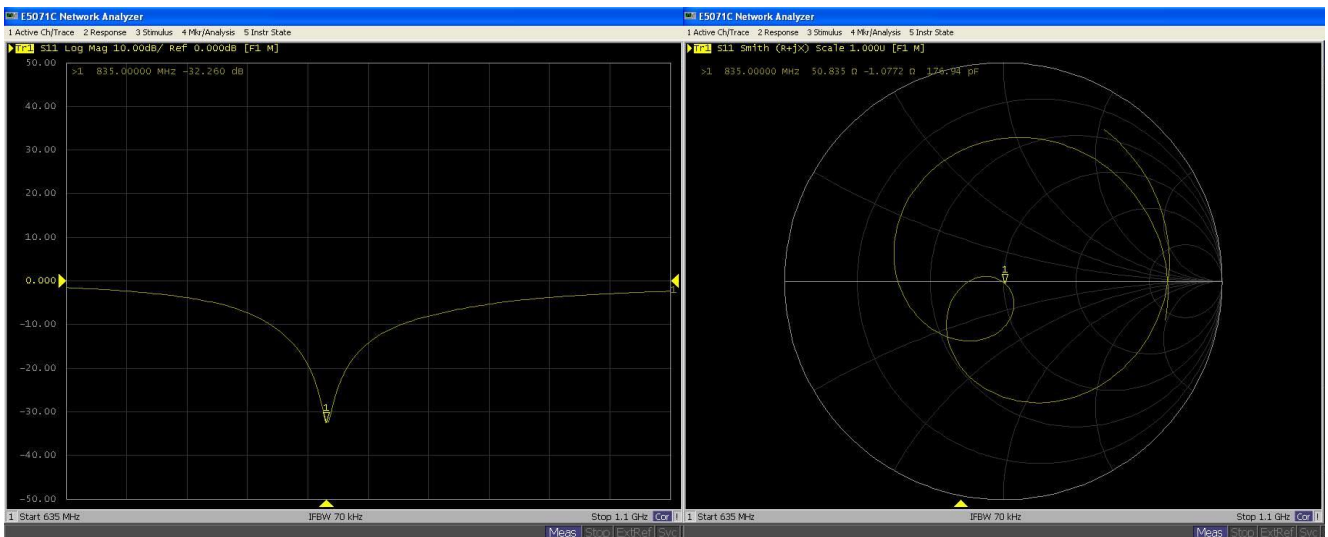 E5071C Network Analyzer
1 Active Ch/Trace 2 Response 3 Stimulus 4 Mkr/Analysis 5 Instr State
Tr1 S11 Log Mag 10.00dB/ Ref 0.000dB [F1 M]
50.00
>1 835.00000 MHz -32.260 dB
40.00
30.00
20.00
10.00
0.000
1
-10.00
-20.00
-30.00
1
-40.00
-50.00
1 Start 635 MHz IFBW 70 kHz Stop 1.1 GHz Cor !
Meas Stop ExtRef Svc
E5071C Network Analyzer
1 Active Ch/Trace 2 Response 3 Stimulus 4 Mkr/Analysis 5 Instr State
Tr1 S11 Smith (R+jX) Scale 1.000U [F1 M]
>1 835.00000 MHz 50.835 Ω -1.0772 Ω 176.94 pF
1
1 Start 635 MHz IFBW 70 kHz Stop 1.1 GHz Cor !
Meas Stop ExtRef Svc